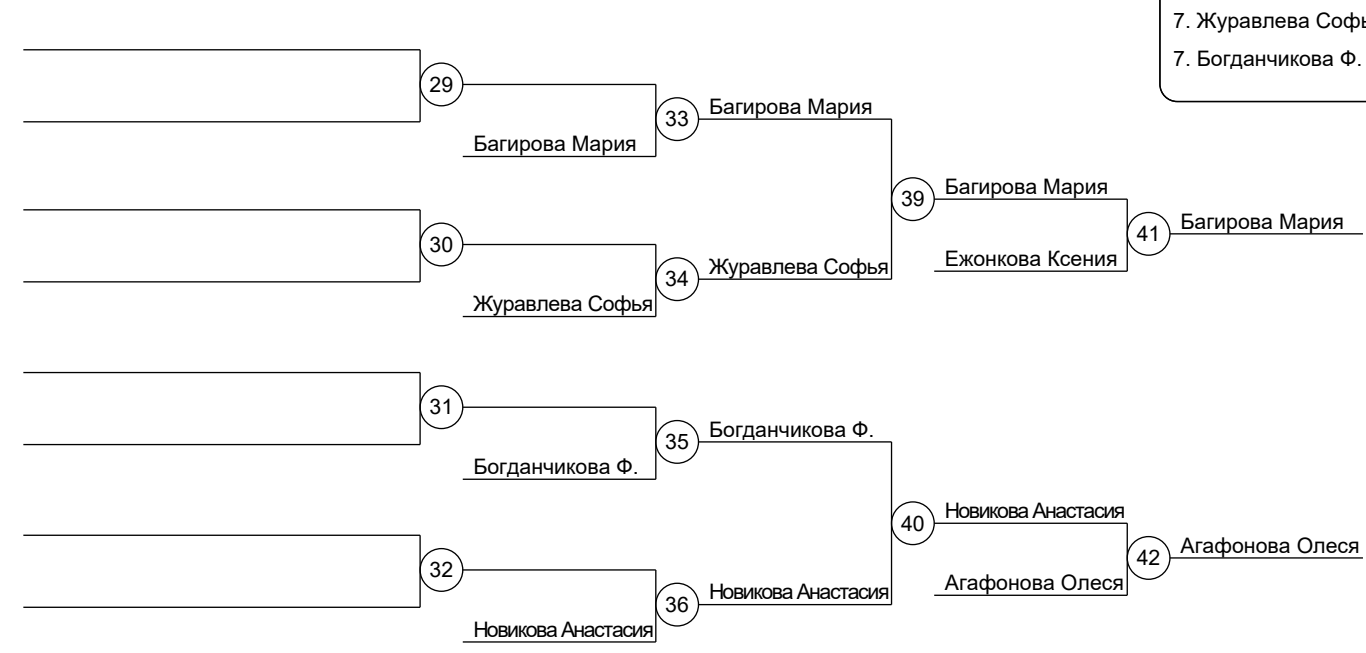 7. Журавлева Софь
7. Богданчикова Ф.
29
33
Багирова Мария
Багирова Мария
39
Багирова Мария
30
41
Багирова Мария
34
Журавлева Софья
Ежонкова Ксения
Журавлева Софья
31
35
Богданчикова Ф.
Богданчикова Ф.
40
Новикова Анастасия
32
42
Агафонова Олеся
36
Новикова Анастасия
Агафонова Олеся
Новикова Анастасия